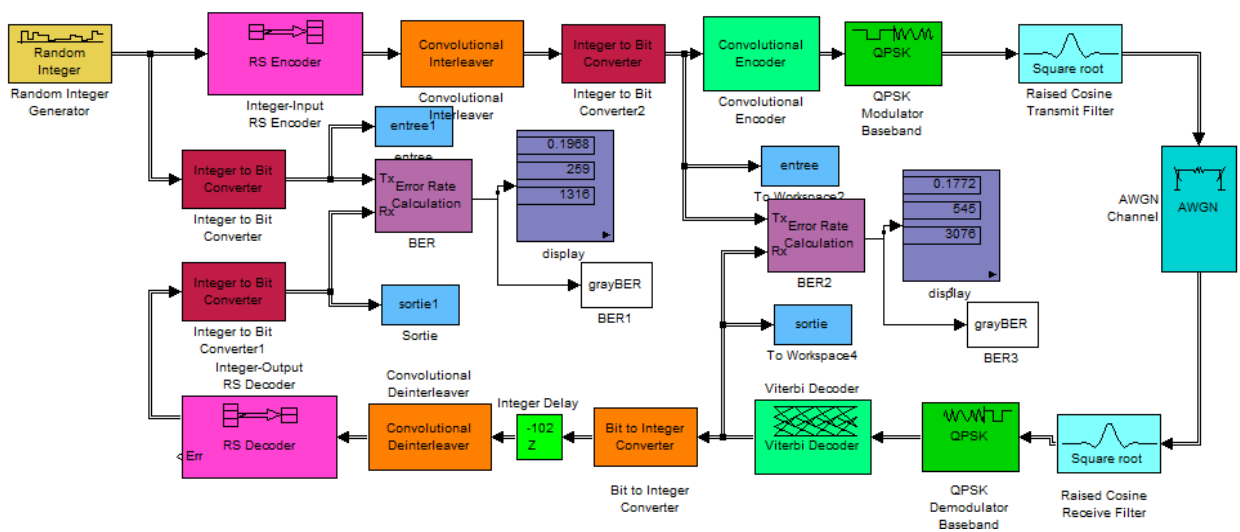 Random
Integer
Random Integer
Generator
RS Encoder
Integer-Input
RS Encoder
Convolutional
Interleaver
Convolutional
Interleaver
Integer to Bit
Converter
Integer to Bit
Converter2
Convolutional
Encoder
Convolutional
Encoder
QPSK
QPSK
Modulator
Baseband
Square root
Raised Cosine
Transmit Filter
AWGN
AWGN
Channel
entree1
entree
Integer to Bit
Converter
Integer to Bit
Converter
Tx
Rx
Error Rate
Calculation
BER
0.1968
259
1316
display
grayBER
BER1
entree
To Workspace2
Tx
Rx
Error Rate
Calculation
BER2
0.1772
545
3076
display
grayBER
BER3
Integer to Bit
Converter
Integer to Bit
Converter1
sortie1
Sortie
sortie
To Workspace4
Integer-Output
RS Decoder
RS Decoder
Err
Convolutional
Deinterleaver
Convolutional
Deinterleaver
Integer Delay
-102
Z
Bit to Integer
Converter
Bit to Integer
Converter
Viterbi Decoder
Viterbi Decoder
QPSK
QPSK
Demodulator
Baseband
Square root
Raised Cosine
Receive Filter